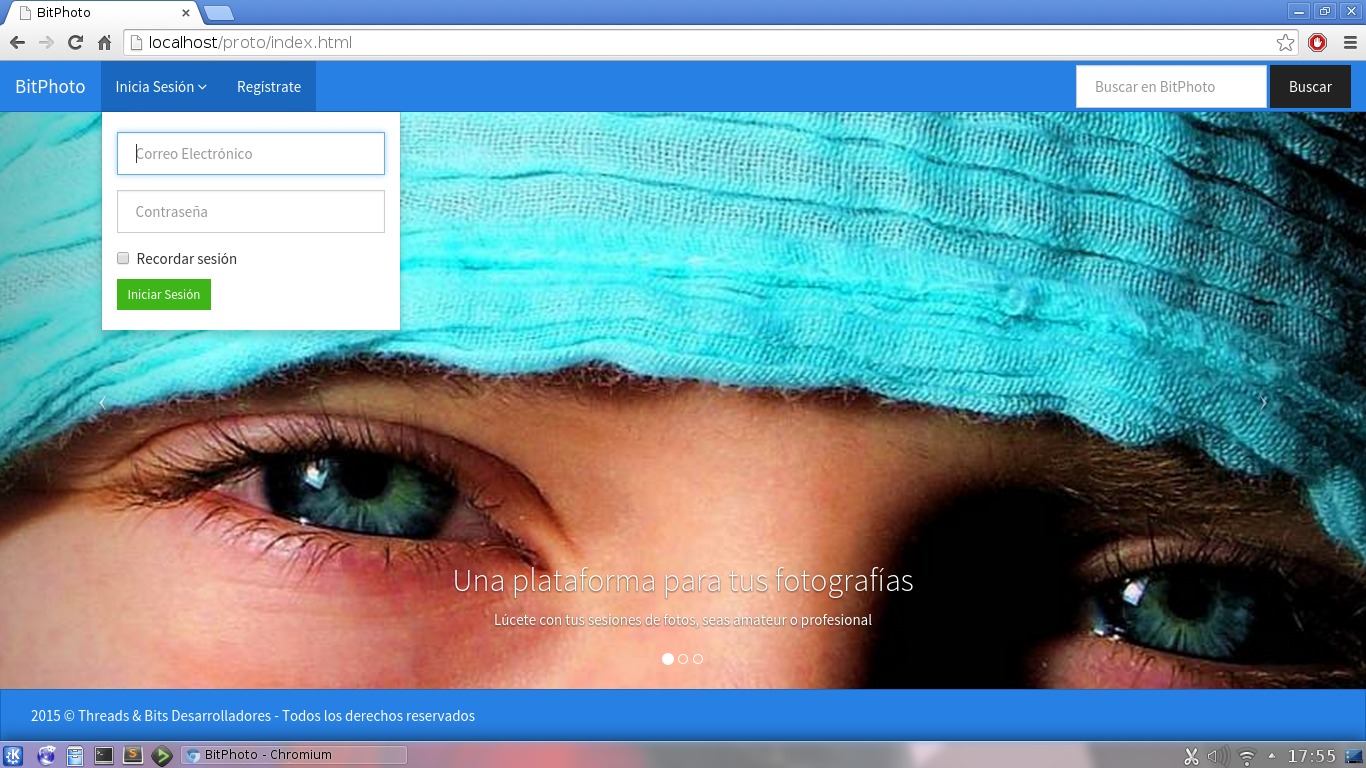 BitPhoto
localhost/proto/index.html
BitPhoto
Inicia Sesión
Regístrate
Buscar en BitPhoto
Buscar
Correo Electrónico
Contraseña
Recordar sesión
Iniciar Sesión
Una plataforma para tus fotografías
Lúcete con tus sesiones de fotos, seas amateur o profesional
2015 © Threads & Bits Desarrolladores - Todos los derechos reservados
BitPhoto - Chromium
17:55